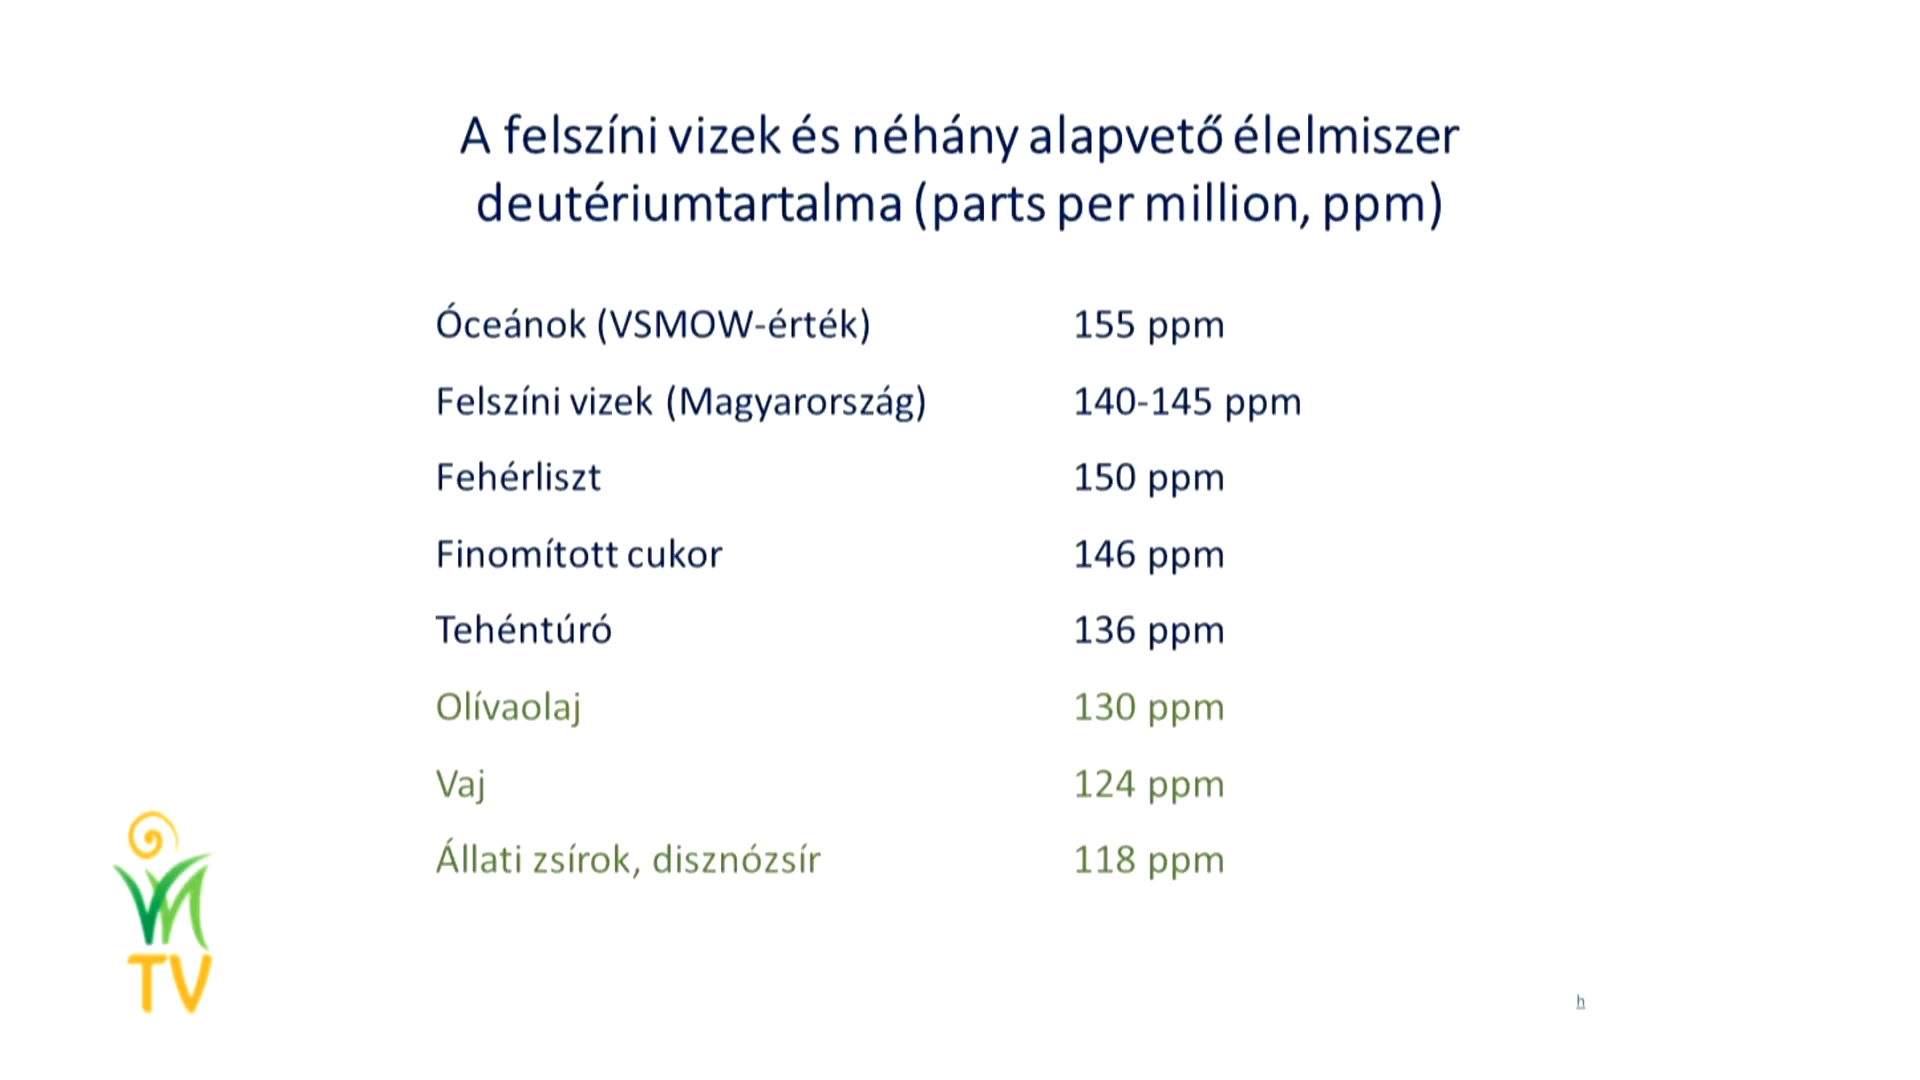 A felszíni vizek és néhány alapvető élelmiszer
deutériumtartalma (parts per million, ppm)
Óceánok (VSMOW-érték) 155 ppm
Felszíni vizek (Magyarország) 140-145 ppm
Fehérliszt 150 ppm
Finomított cukor 146 ppm
Tehéntúró 136 ppm
Olívaolaj 130 ppm
Vaj 124 ppm
Állati zsírok, disznózsír 118 ppm
TV
h